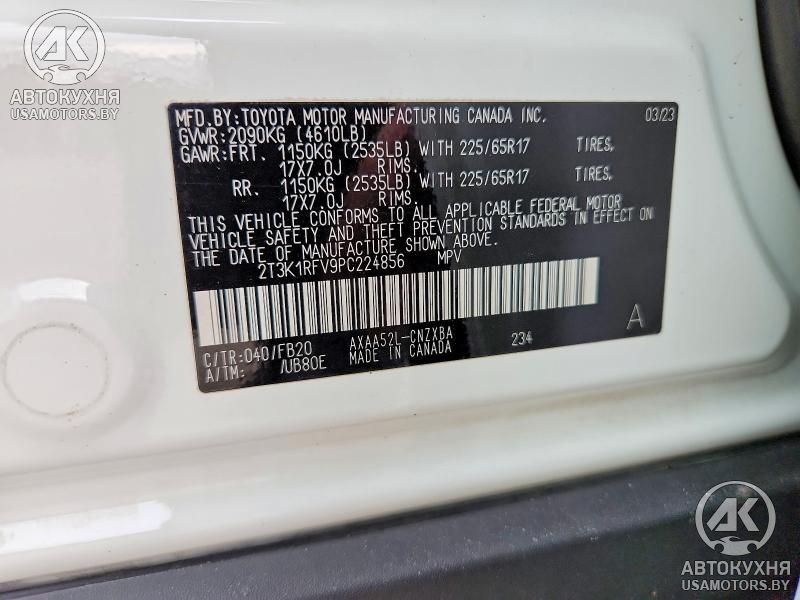 AK
АВТОКУХНЯ
USAMOTORS.BY
MFD.BY:TOYOTA MOTOR MANUFACTURING CANADA INC. 03/23
GVWR:2090KG (4610LB)
GAWR:FRT. 1150KG (2535LB) WITH 225/65R17 TIRES,
17X7.0J RIMS.
RR. 1150KG (2535LB) WITH 225/65R17 TIRES,
17X7.0J RIMS.
THIS VEHICLE CONFORMS TO ALL APPLICABLE FEDERAL MOTOR
VEHICLE SAFETY AND THEFT PREVENTION STANDARDS IN EFFECT ON
THE DATE OF MANUFACTURE SHOWN ABOVE.
2T3K1RFV9PC224856 MPV
C/TR:040/FB20 AXAA52L-CNZXBA 234 A
A/TM: /UB80E MADE IN CANADA
AK
АВТОКУХНЯ
USAMOTORS.BY